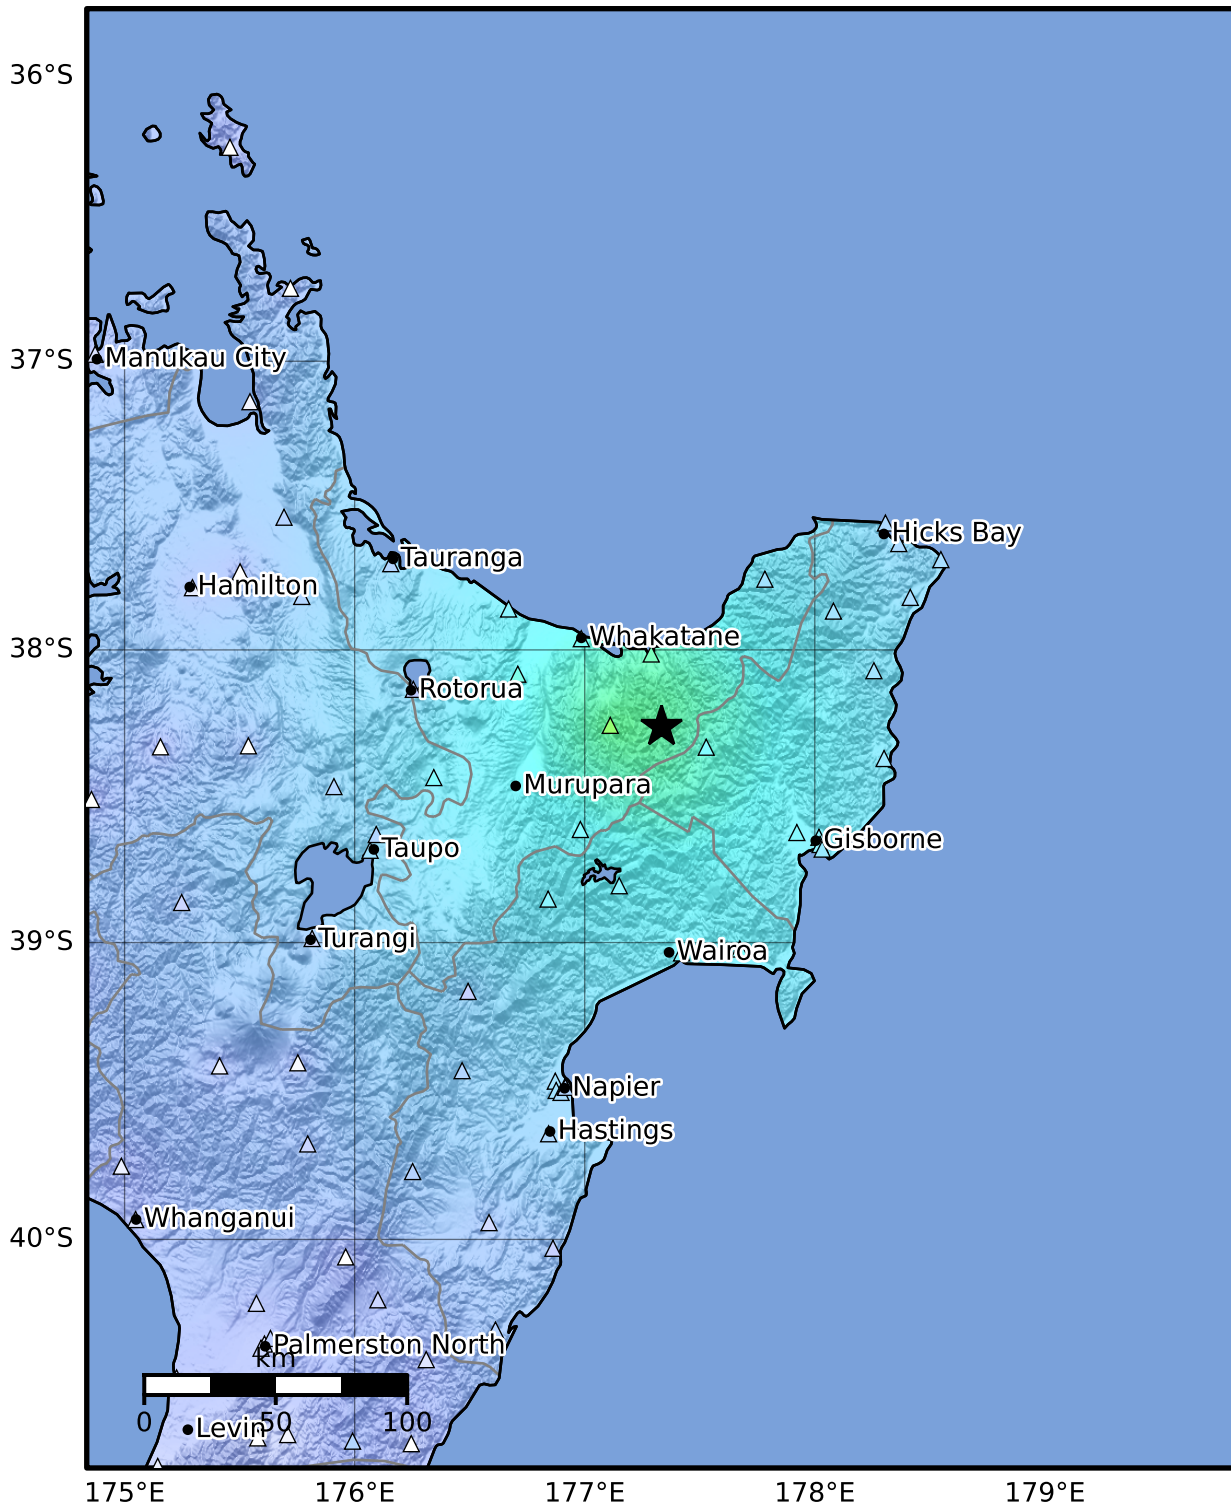 36°S
37°S
Manukau City
Hicks Bay
Tauranga
Hamilton
Whakatane
38°S
Rotorua
Murupara
Gisborne
Taupo
39°S
Turangi
Wairoa
Napier
Hastings
Whanganui
40°S
Palmerston North
km
0 50 100
Levin
175°E 176°E 177°E 178°E 179°E